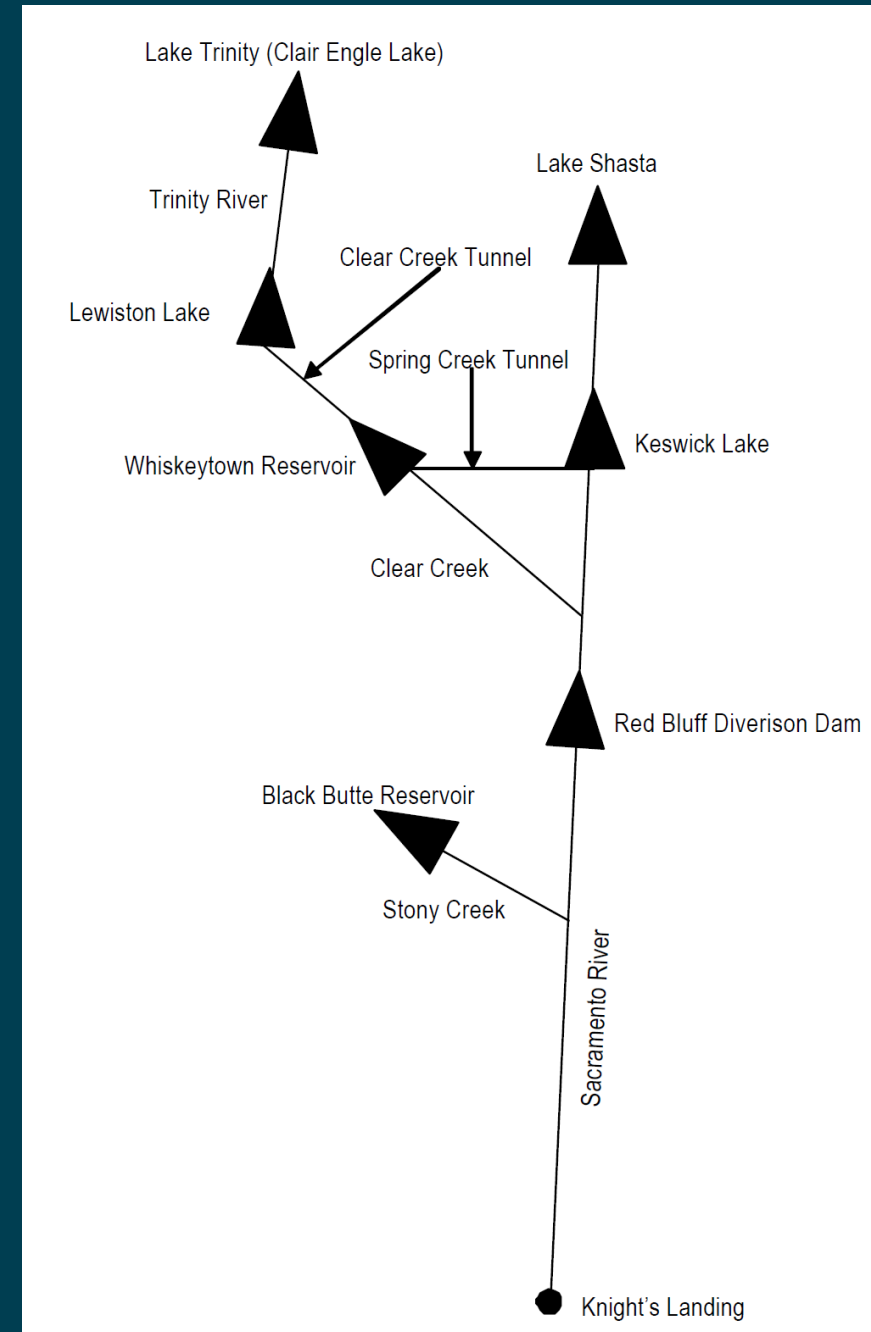 Lake Trinity (Clair Engle Lake)
Lake Shasta
Trinity River
Clear Creek Tunnel
Lewiston Lake
Spring Creek Tunnel
Keswick Lake
Whiskeytown Reservoir
Clear Creek
Red Bluff Diverison Dam
Black Butte Reservoir
Stony Creek
Sacramento River
Knight’s Landing